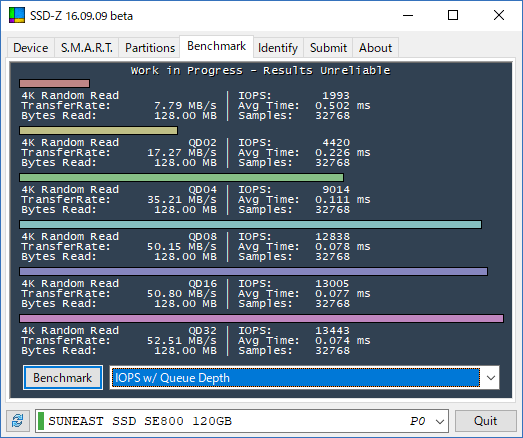 SSD-Z 16.09.09 beta
Device S.M.A.R.T. Partitions Benchmark Identify Submit About
Work in Progress - Results Unreliable
4K Random Read | IOPS: 1993
TransferRate: 7.79 MB/s | Avg Time: 0.502 ms
Bytes Read: 128.00 MB | Samples: 32768
4K Random Read QD02 | IOPS: 4420
TransferRate: 17.27 MB/s | Avg Time: 0.226 ms
Bytes Read: 128.00 MB | Samples: 32768
4K Random Read QD04 | IOPS: 9014
TransferRate: 35.21 MB/s | Avg Time: 0.111 ms
Bytes Read: 128.00 MB | Samples: 32768
4K Random Read QD08 | IOPS: 12838
TransferRate: 50.15 MB/s | Avg Time: 0.078 ms
Bytes Read: 128.00 MB | Samples: 32768
4K Random Read QD16 | IOPS: 13005
TransferRate: 50.80 MB/s | Avg Time: 0.077 ms
Bytes Read: 128.00 MB | Samples: 32768
4K Random Read QD32 | IOPS: 13443
TransferRate: 52.51 MB/s | Avg Time: 0.074 ms
Bytes Read: 128.00 MB | Samples: 32768
Benchmark IOPS w/ Queue Depth
SUNEAST SSD SE800 120GB P0 Quit